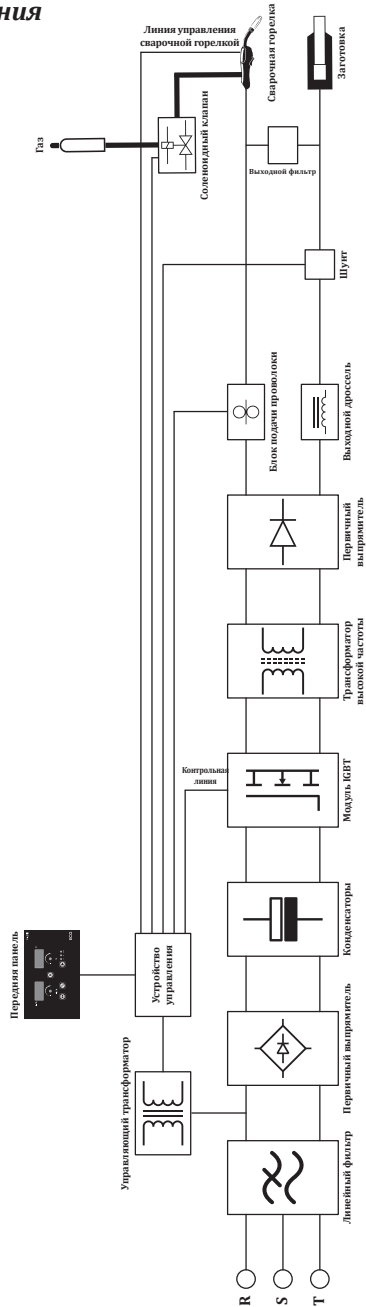 ния
Линия управления
сварочной горелкой
Сварочная горелка
Заготовка
Газ
Соленоидный клапан
Выходной фильтр
Шунт
Блок подачи проволоки
Выходной дроссель
Первичный
выпрямитель
Трансформатор
высокой частоты
Контрольная
линия
Модуль IGBT
Передняя панель
ECO
Устройство
управления
Конденсаторы
Управляющий трансформатор
Первичный выпрямитель
Линейный фильтр
R
S
T